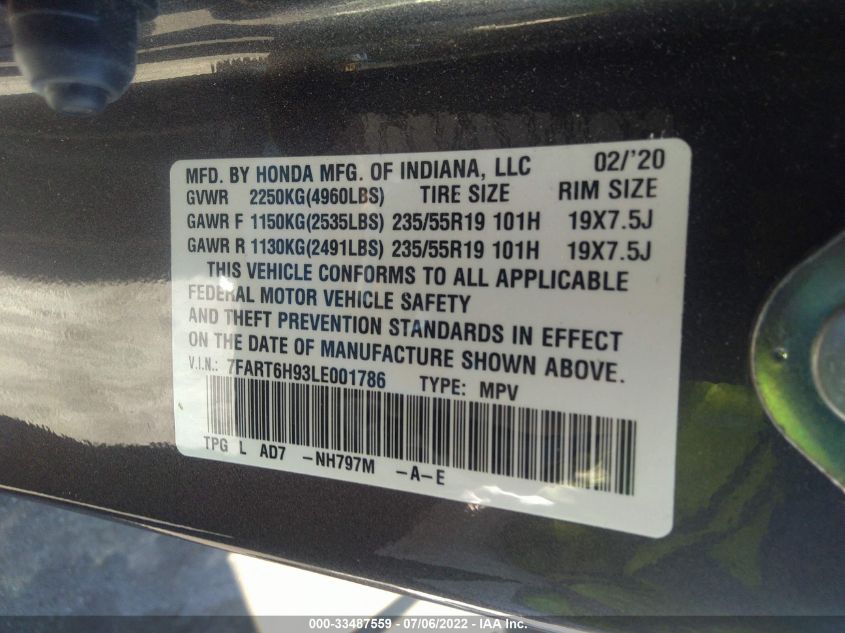 MFD. BY HONDA MFG. OF INDIANA, LLC 02/'20
GVWR 2250KG(4960LBS) TIRE SIZE RIM SIZE
GAWR F 1150KG(2535LBS) 235/55R19 101H 19X7.5J
GAWR R 1130KG(2491LBS) 235/55R19 101H 19X7.5J
THIS VEHICLE CONFORMS TO ALL APPLICABLE
FEDERAL MOTOR VEHICLE SAFETY
AND THEFT PREVENTION STANDARDS IN EFFECT
ON THE DATE OF MANUFACTURE SHOWN ABOVE.
V.I.N.: 7FART6H93LE001786 TYPE: MPV
TPG L AD7 -NH797M -A-E
000-33487559 - 07/06/2022 - IAA Inc.